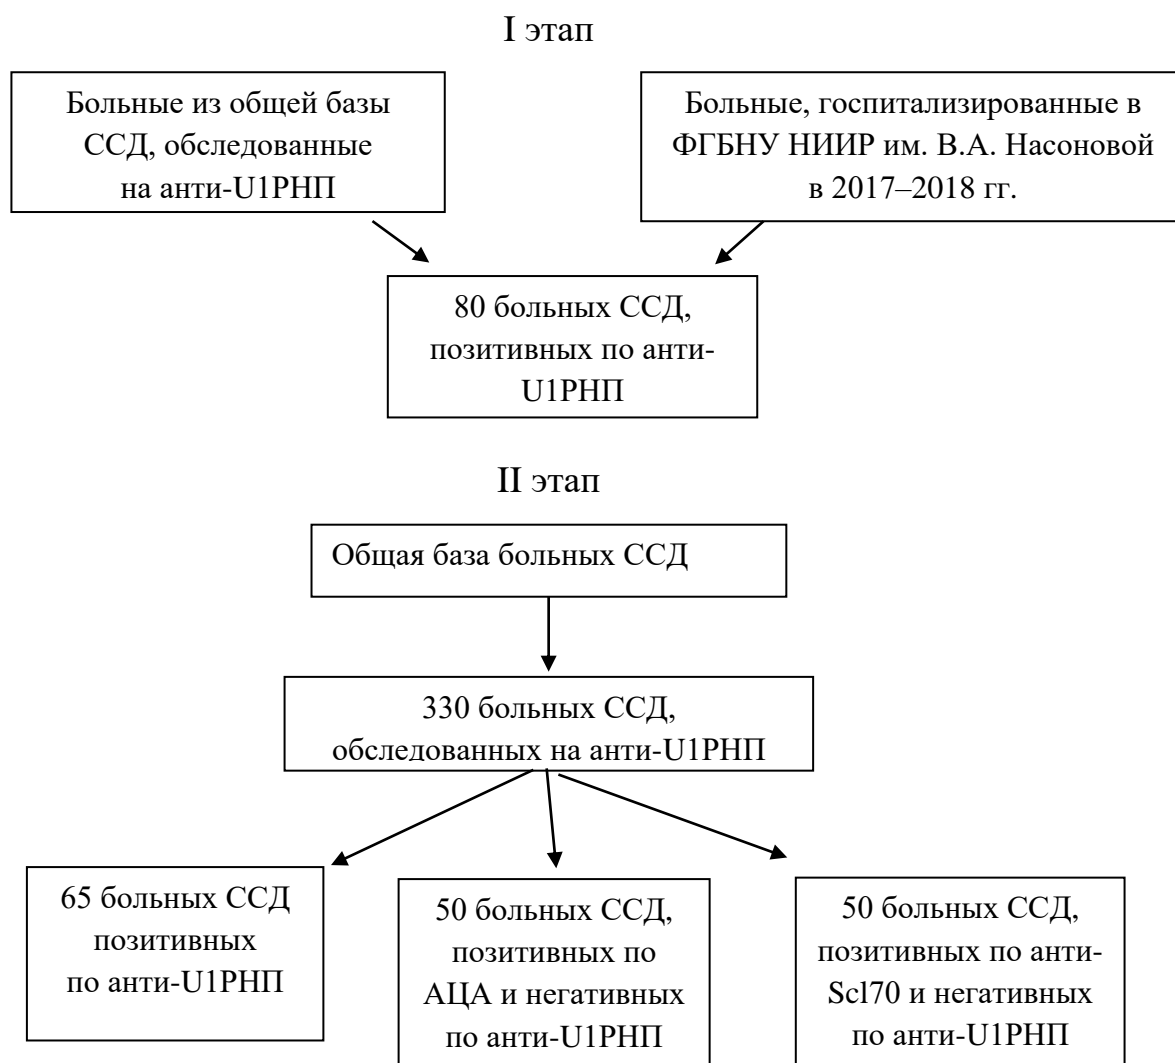 I этап
Больные из общей базы
ССД, обследованные
на анти-U1РНП
Больные, госпитализированные в
ФГБНУ НИИР им. В.А. Насоновой
в 2017–2018 гг.
80 больных ССД,
позитивных по анти-
U1РНП
II этап
Общая база больных ССД
330 больных ССД,
обследованных на анти-U1РНП
65 больных ССД
позитивных
по анти-U1РНП
50 больных ССД,
позитивных по
АЦА и негативных
по анти-U1РНП
50 больных ССД,
позитивных по анти-
Scl70 и негативных
по анти-U1РНП